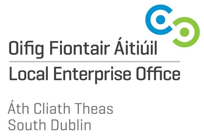 Oifig Fiontair Áitiúil
Local Enterprise Office
Áth Cliath Theas
South Dublin